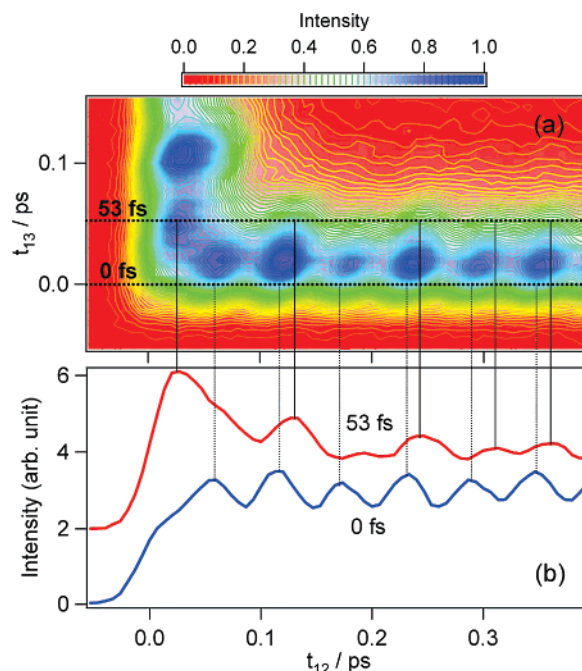 Intensity
0.0 0.2 0.4 0.6 0.8 1.0
(a)
0.1
53 fs
t13 / ps
0.0
0 fs
6
53 fs
4
Intensity (arb. unit)
2
0 fs
0
(b)
0.0 0.1 0.2 0.3
t12 / ps